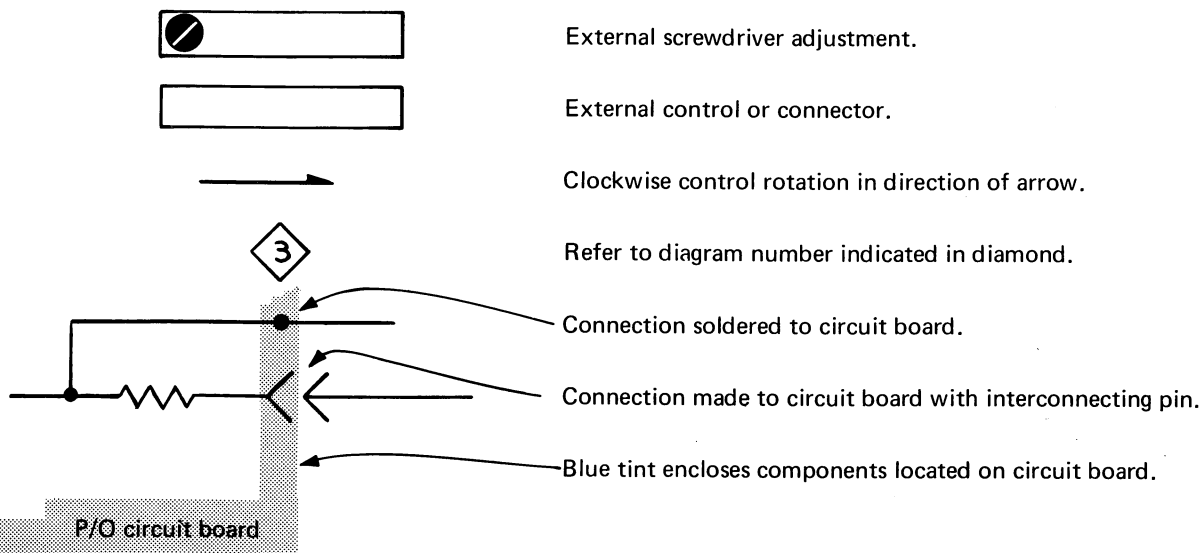 External screwdriver adjustment.
External control or connector.
Clockwise control rotation in direction of arrow.
3
Refer to diagram number indicated in diamond.
Connection soldered to circuit board.
Connection made to circuit board with interconnecting pin.
Blue tint encloses components located on circuit board.
P/O circuit board